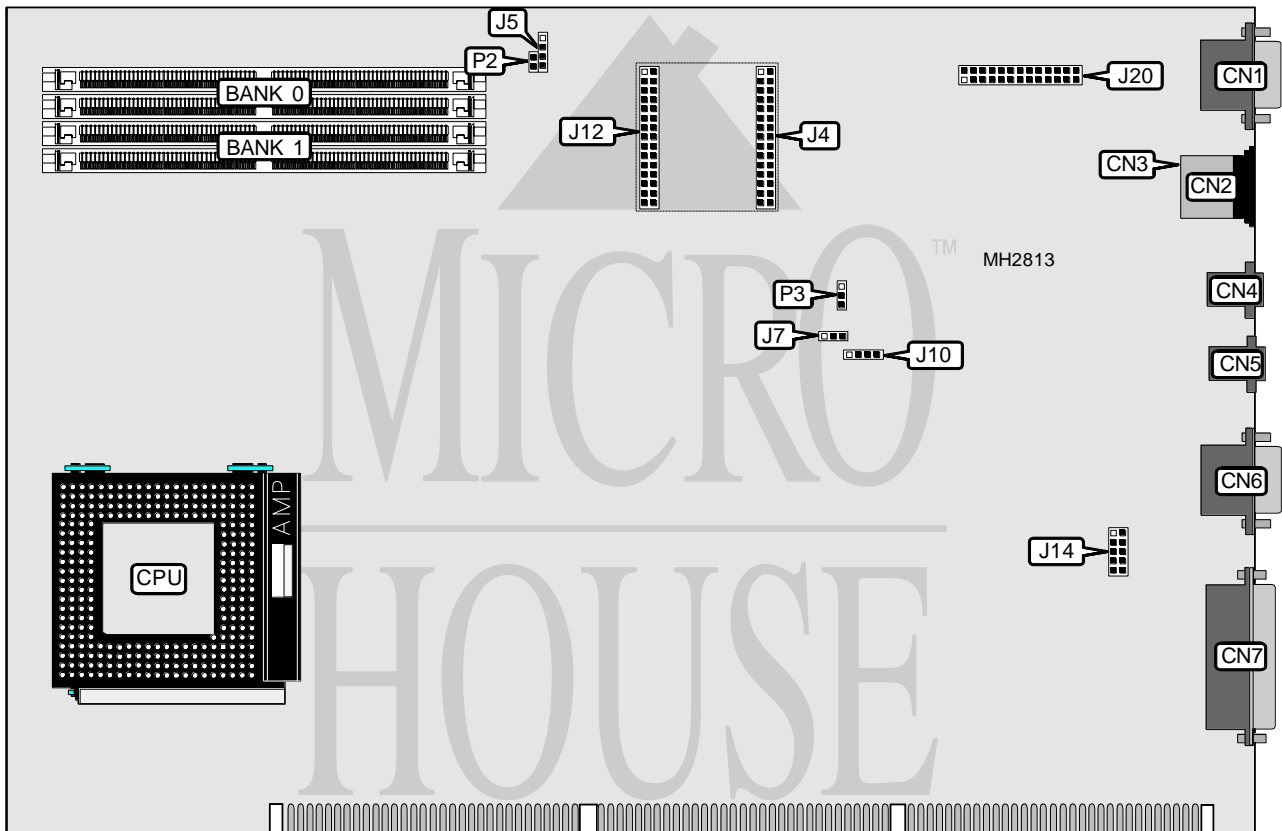 J5
P2
BANK 0
BANK 1
J12
J4
J20
CN1
CN3
CN2
MICRO
TM
MH2813
P3
CN4
J7
J10
CN5
AMP
CN6
CPU
J14
HOUSE
CN7